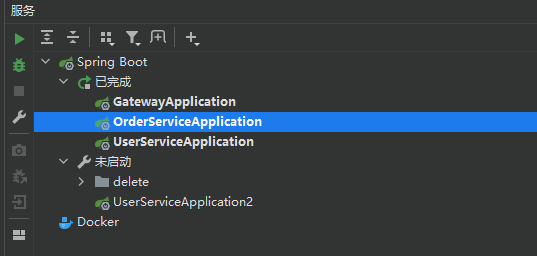 服务
Spring Boot
已完成
GatewayApplication
OrderServiceApplication
UserServiceApplication
未启动
delete
UserServiceApplication2
Docker